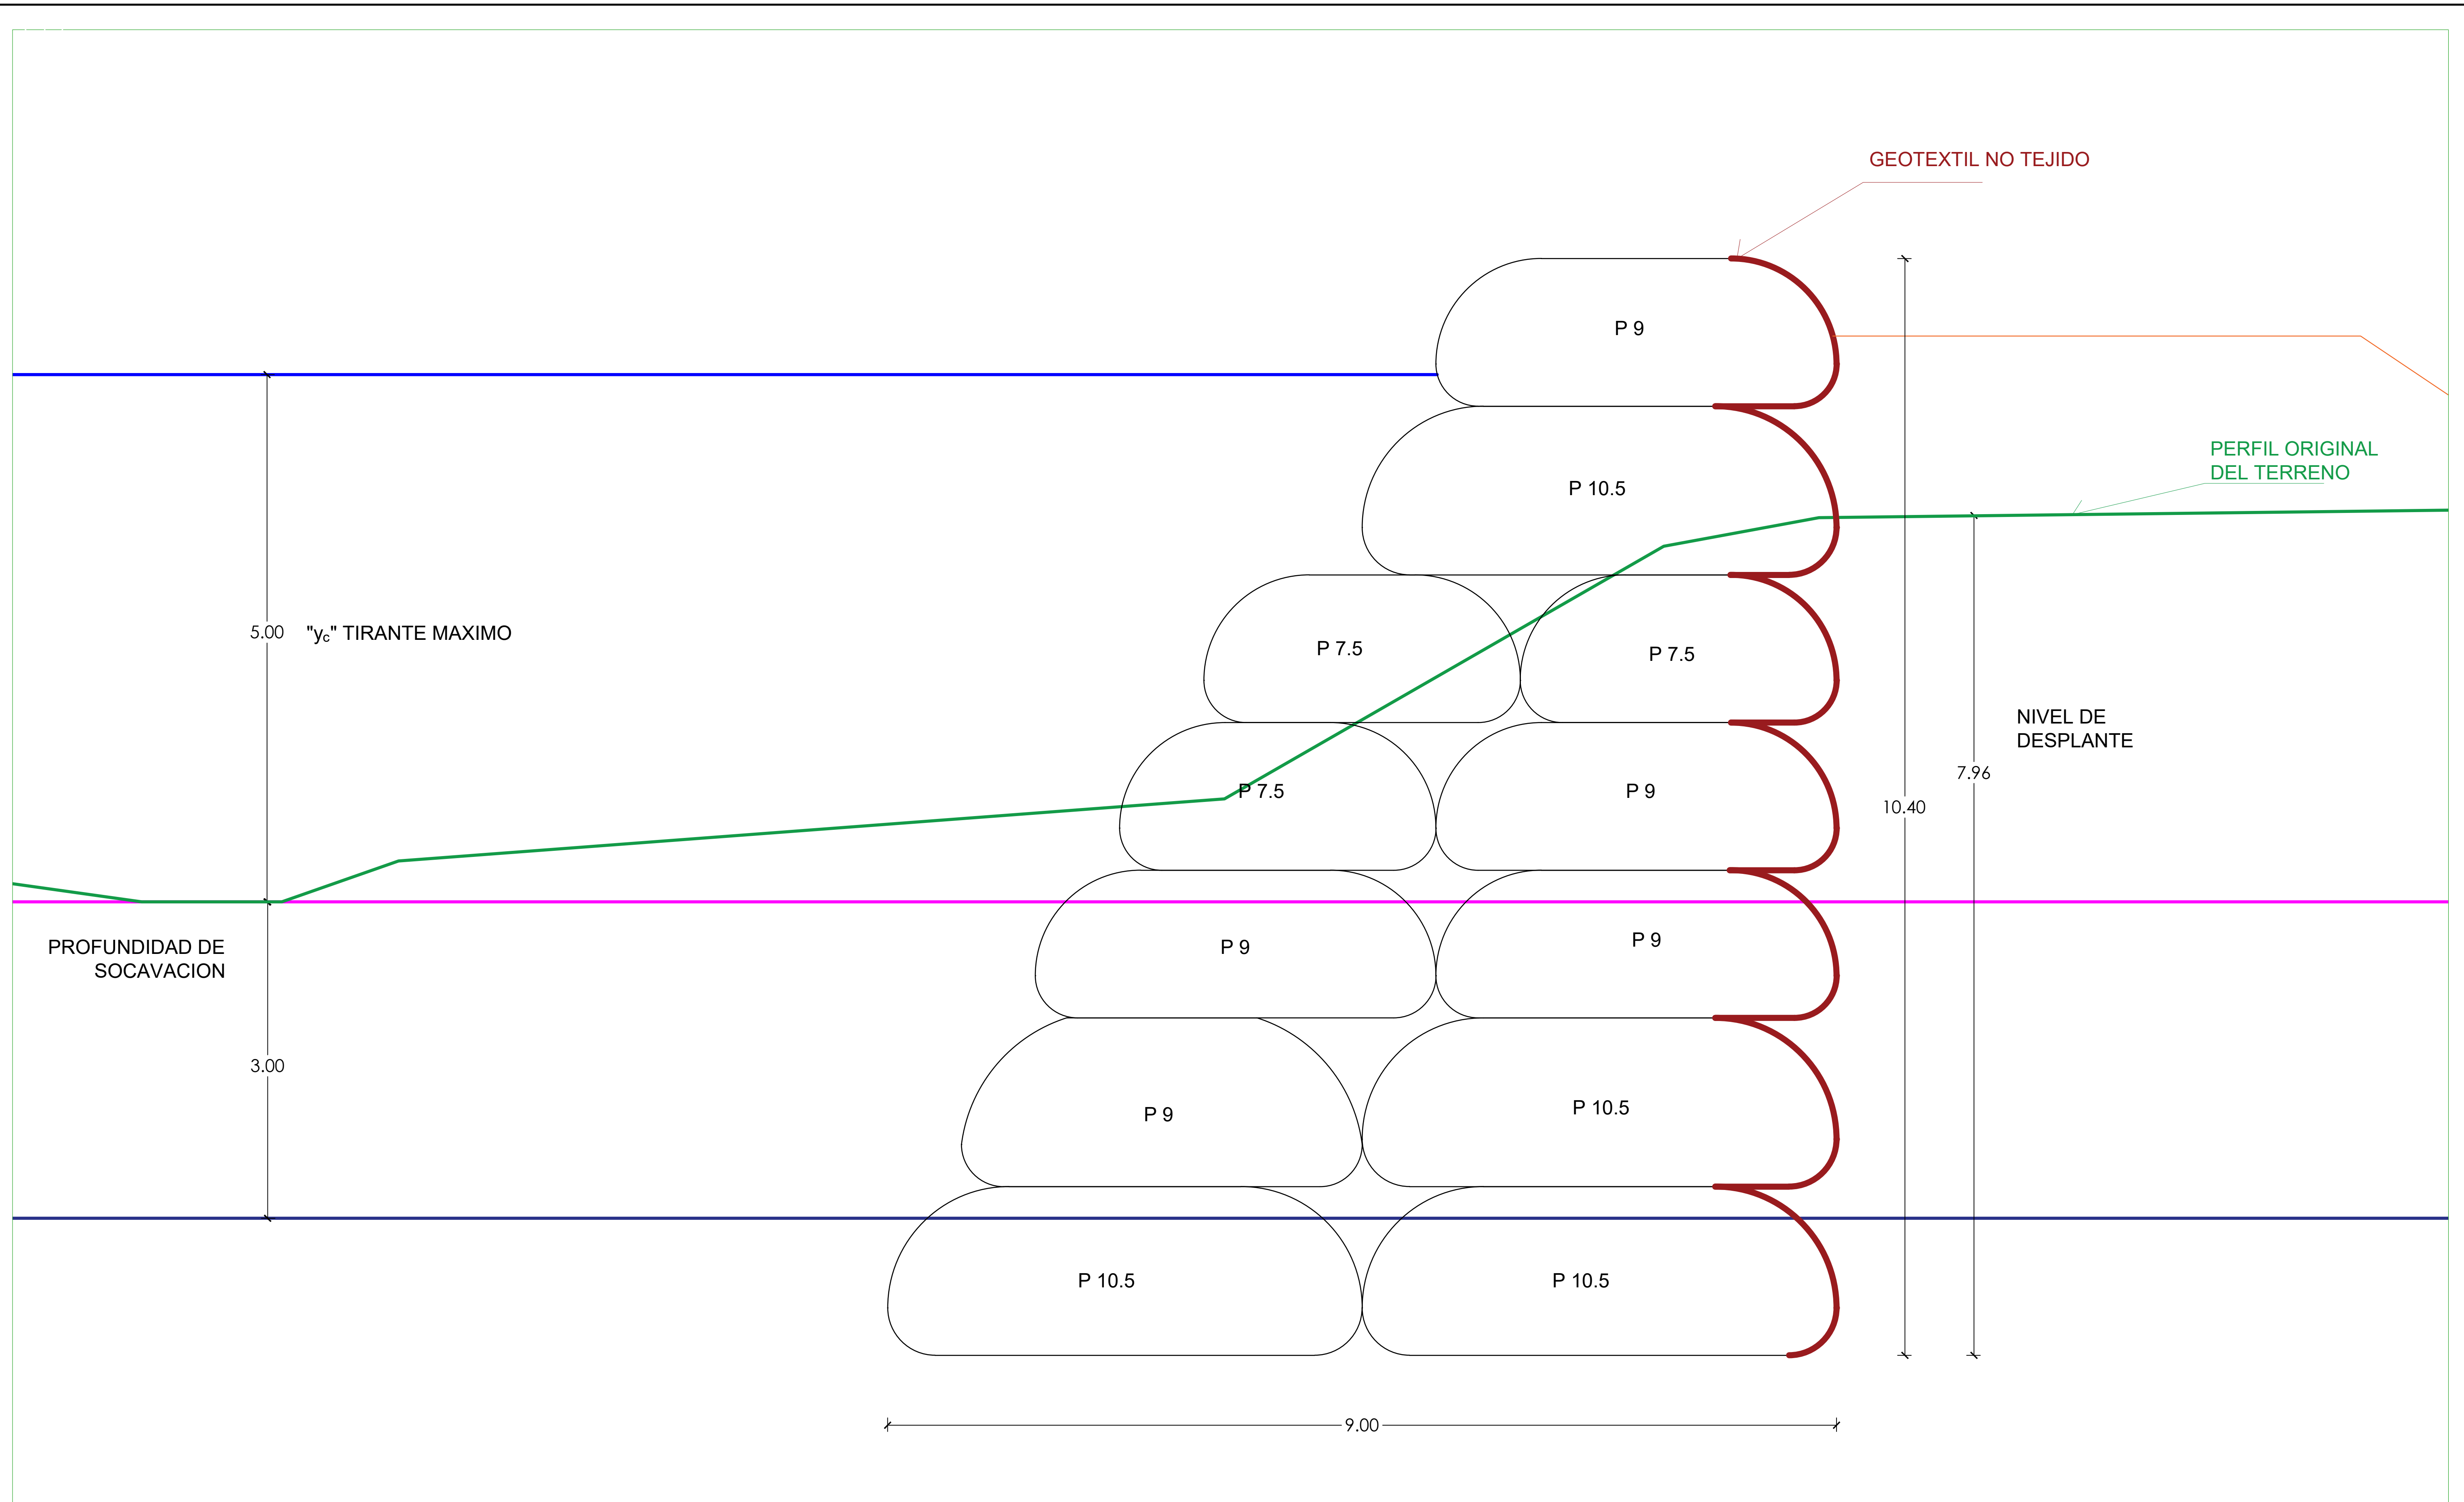 GEOTEXTIL NO TEJIDO
P 9
PERFIL ORIGINAL
DEL TERRENO
P 10.5
5.00
"yc" TIRANTE MAXIMO
P 7.5
P 7.5
NIVEL DE
DESPLANTE
7.96
10.40
P 7.5
P 9
PROFUNDIDAD DE
SOCAVACION
P 9
P 9
3.00
P 9
P 10.5
P 10.5
P 10.5
9.00